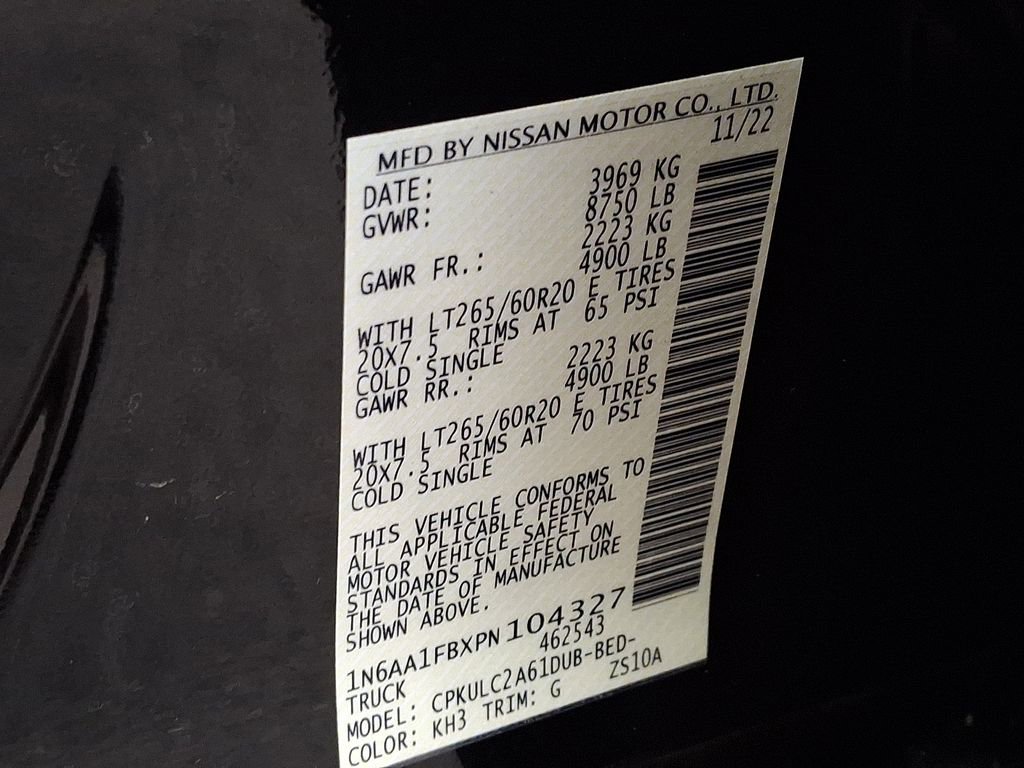 MFD BY NISSAN MOTOR CO., LTD.
DATE: 11/22
GVWR: 3969 KG
8750 LB
GAWR FR.: 2223 KG
4900 LB
WITH LT265/60R20 E TIRES
20X7.5 RIMS AT 65 PSI
COLD SINGLE
GAWR RR.: 2223 KG
4900 LB
WITH LT265/60R20 E TIRES
20X7.5 RIMS AT 70 PSI
COLD SINGLE
THIS VEHICLE CONFORMS TO
ALL APPLICABLE FEDERAL
MOTOR VEHICLE SAFETY
STANDARDS IN EFFECT ON
THE DATE OF MANUFACTURE
SHOWN ABOVE.
1N6AA1FBXPN104327
TRUCK 462543
MODEL: CPKULC2A61DUB-BED-
COLOR: KH3 TRIM: G ZS10A